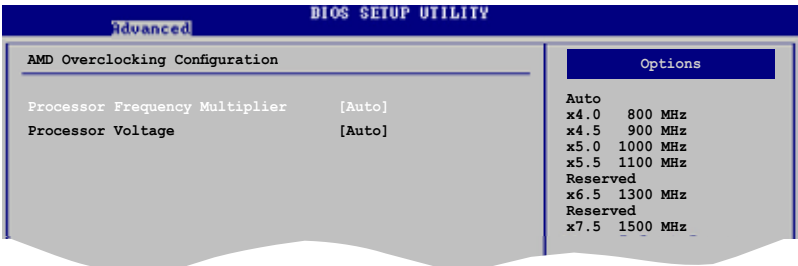 BIOS SETUP UTILITY
Advanced
AMD Overclocking Configuration
Processor Frequency Multiplier [Auto]
Processor Voltage [Auto]
Options
Auto
x4.0 800 MHz
x4.5 900 MHz
x5.0 1000 MHz
x5.5 1100 MHz
Reserved
x6.5 1300 MHz
Reserved
x7.5 1500 MHz